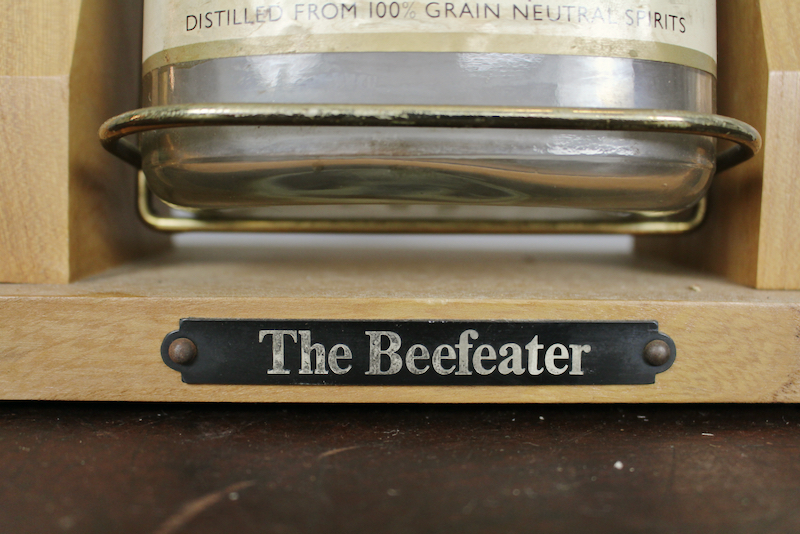 DISTILLED FROM 100% GRAIN NEUTRAL SPIRITS
The Beefeater